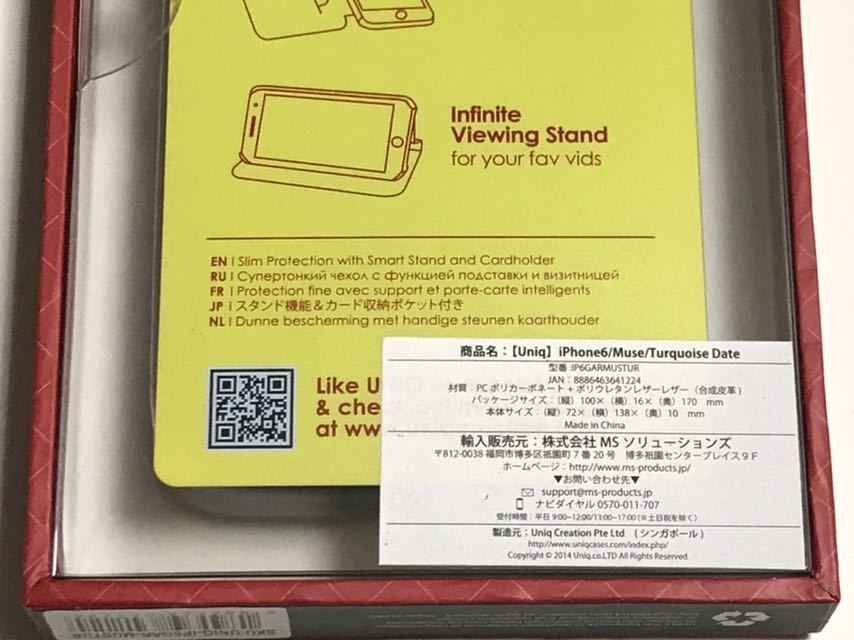 Infinite
Viewing Stand
for your fav vids
EN | Slim Protection with Smart Stand and Cardholder
RU | Супертонкий чехол с функцией подставки и визитницей
FR | Protection fine avec support et porte-carte intelligents
JP | スタンド機能＆カード収納ポケット付き
NL | Dunne bescherming met handige steunen kaarthouder
Like
&
at
商品名：【Uniq】iPhone6/Muse/Turquoise Date
型番:IP6GARMUSTUR
JAN：8886463641224
材質：PC ポリカーボネート + ポリウレタンレザーレザー（合成皮革）
パッケージサイズ：（縦）100×（横）16×（奥）170 mm
本体サイズ：（縦）72×（横）138×（奥）10 mm
Made in China
輸入販売元：株式会社 MS ソリューションズ
〒812-0038 福岡市博多区祇園町 7 番 20 号 博多祇園センタープレイス 9 F
ホームページ：http://www.ms-products.jp/
▼お問い合わせ先▼
support@ms-products.jp
ナビダイヤル 0570-011-707
受付時間：平日 9:00~12:00/13:00~17:00 (※土日祝を除く)
製造元：Uniq Creation Pte Ltd （シンガポール）
http://www.uniqcases.com/index.php/
Copyright © 2014 Uniq.co.LTD All Rights Reserved.
SKU UNIQ-IP6GAR-MUSTUR